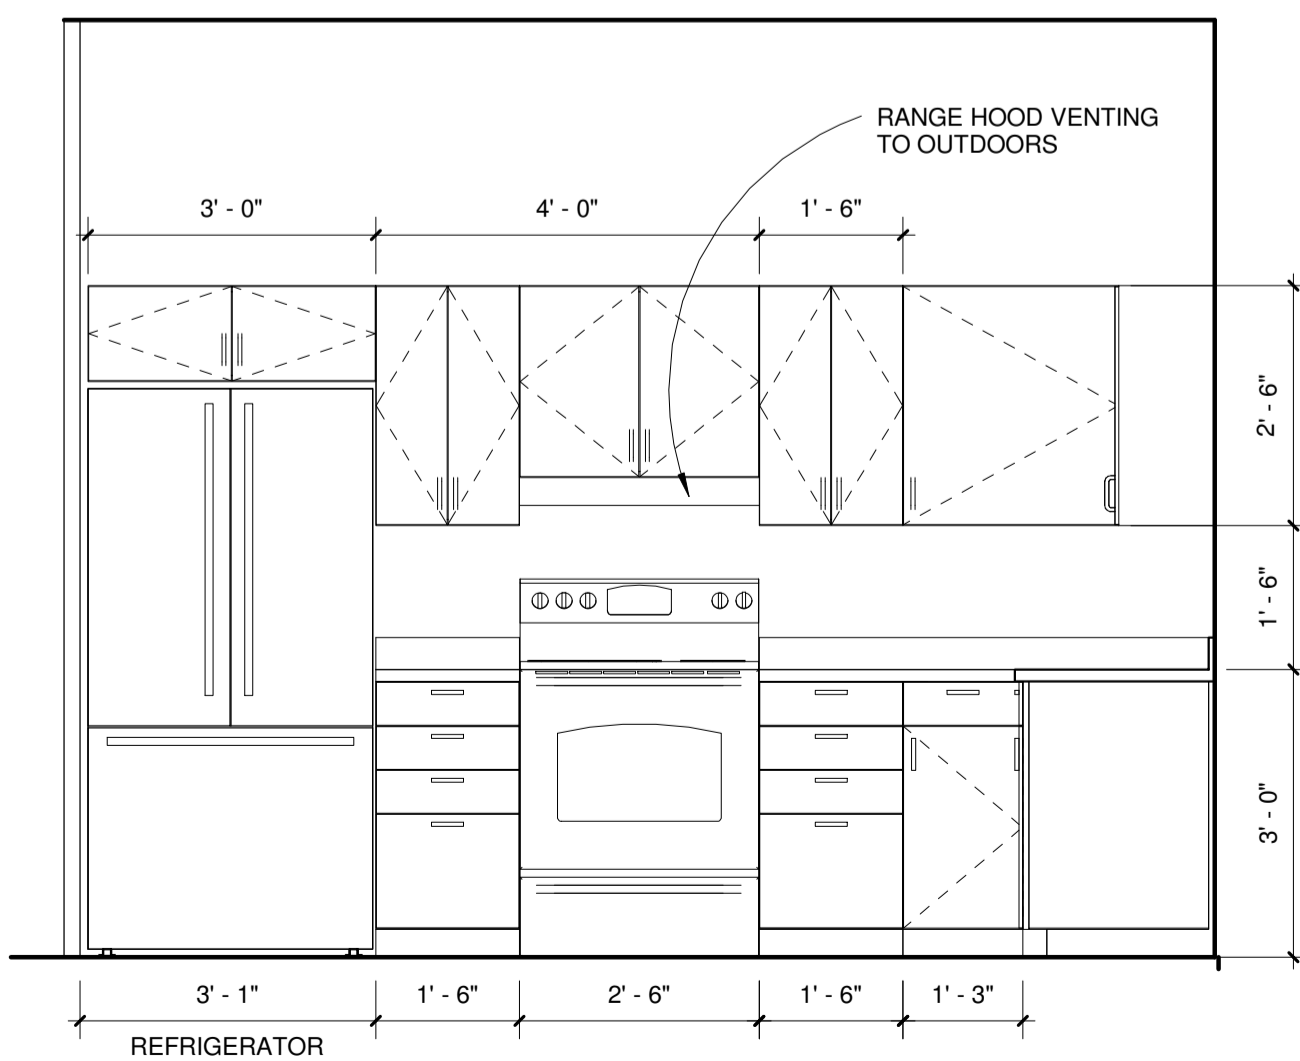 RANGE HOOD VENTING
TO OUTDOORS
3' - 0"
4' - 0"
1' - 6"
2' - 6"
1' - 6"
3' - 0"
3' - 1"
1' - 6"
2' - 6"
1' - 6"
1' - 3"
REFRIGERATOR